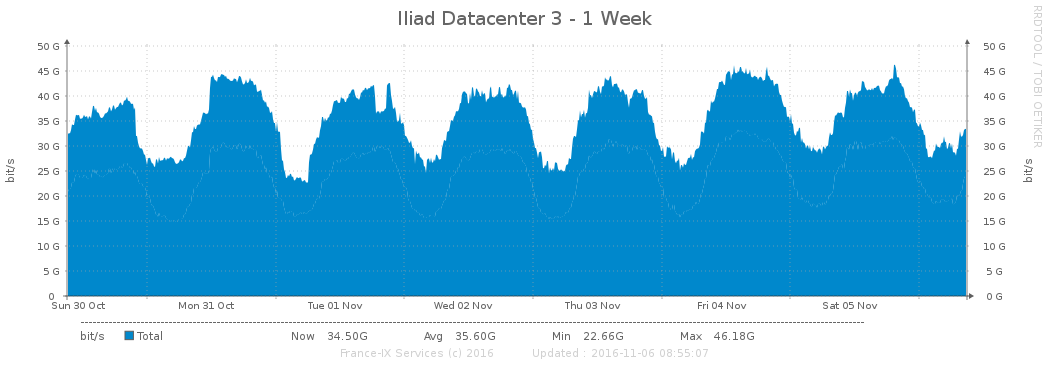 Iliad Datacenter 3 - 1 Week
RRDTOOL / TOBI OETIKER
50 G 50 G
45 G 45 G
40 G 40 G
35 G 35 G
30 G 30 G
25 G 25 G
20 G 20 G
15 G 15 G
10 G 10 G
5 G 5 G
0 0 G
bit/s bit/s
Sun 30 Oct Mon 31 Oct Tue 01 Nov Wed 02 Nov Thu 03 Nov Fri 04 Nov Sat 05 Nov
bit/s Total Now 34.50G Avg 35.60G Min 22.66G Max 46.18G
France-IX Services (c) 2016 Updated : 2016-11-06 08:55:07